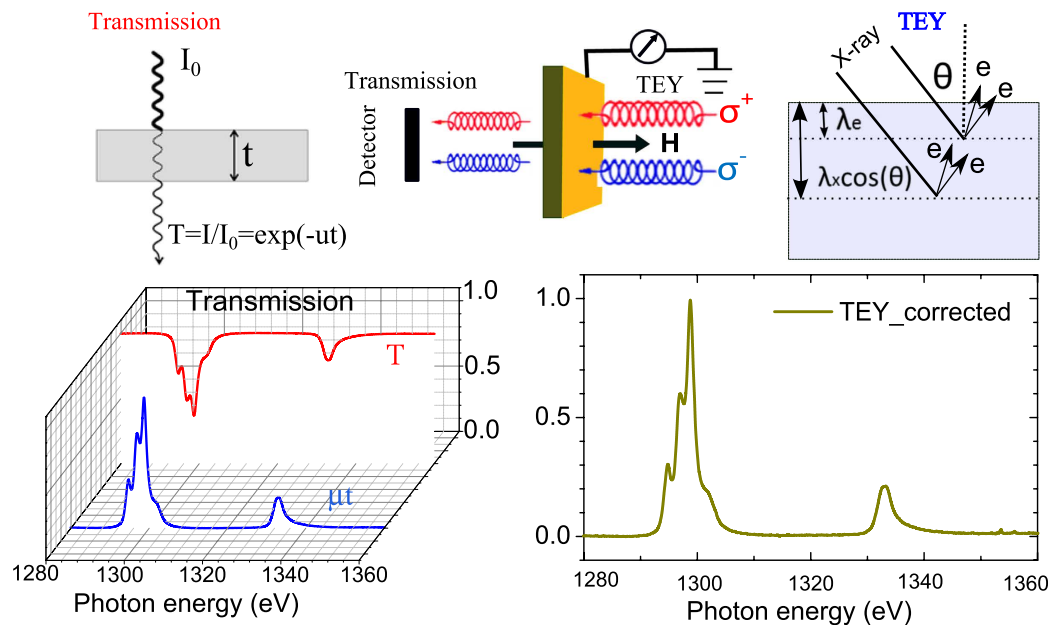 Transmission
I₀
t
T=I/I₀=exp(-ut)
Transmission
Detector
TEY
σ⁺
H
σ⁻
TEY
X-ray
θ
e
e
λe
e
e
λxcos(θ)
Transmission
1.0
T
0.5
0.0
μt
1280 1300 1320 1340 1360
Photon energy (eV)
1.0
TEY_corrected
0.5
0.0
1280 1300 1320 1340 1360
Photon energy (eV)